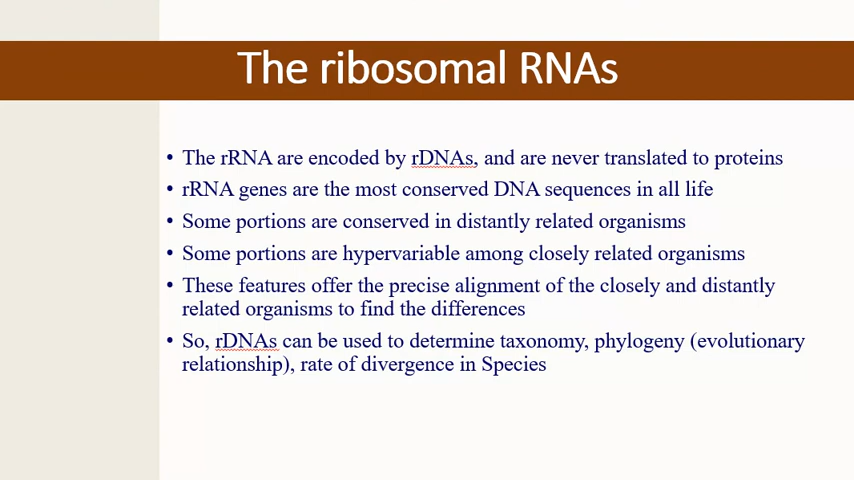 The ribosomal RNAs
• The rRNA are encoded by rDNAs, and are never translated to proteins
• rRNA genes are the most conserved DNA sequences in all life
• Some portions are conserved in distantly related organisms
• Some portions are hypervariable among closely related organisms
• These features offer the precise alignment of the closely and distantly
related organisms to find the differences
• So, rDNAs can be used to determine taxonomy, phylogeny (evolutionary
relationship), rate of divergence in Species